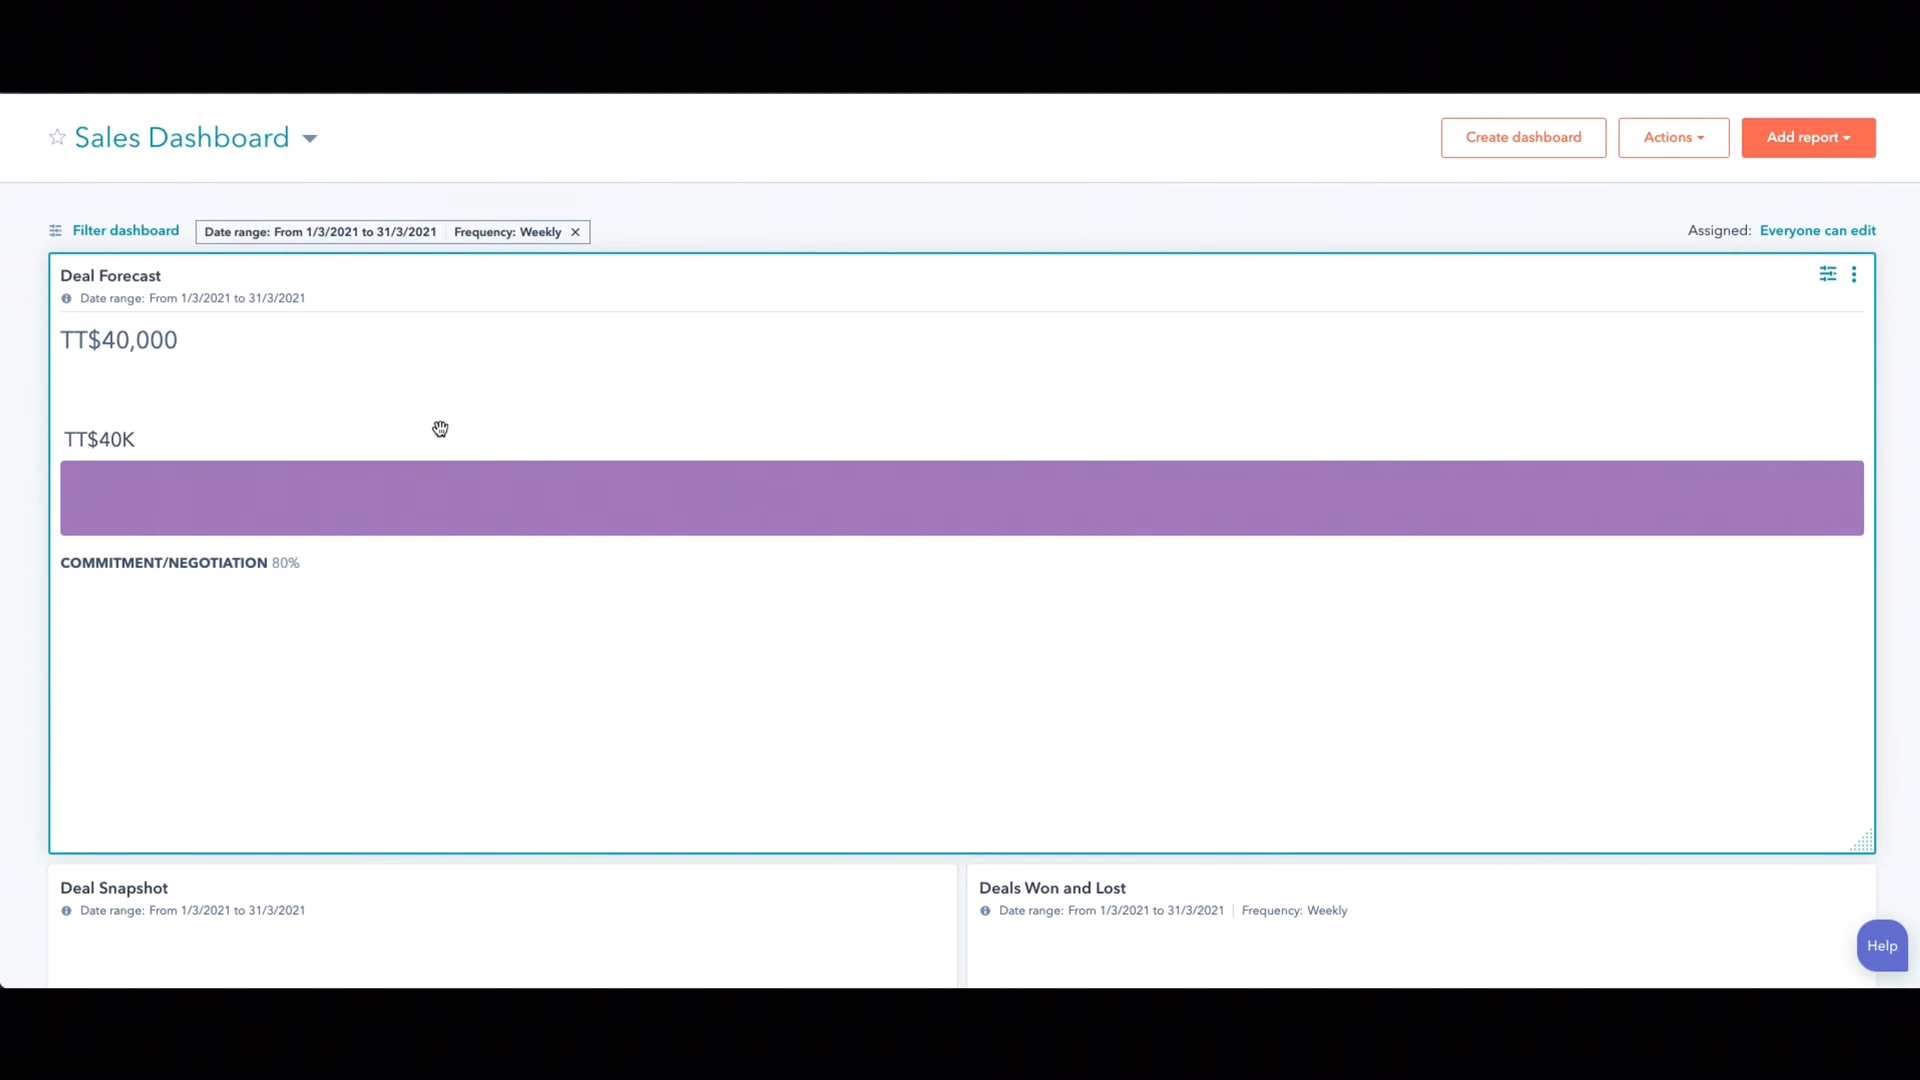 Sales Dashboard
Create dashboard
Actions
Add report
Filter dashboard
Date range: From 1/3/2021 to 31/3/2021
Frequency: Weekly
Assigned: Everyone can edit
Deal Forecast
Date range: From 1/3/2021 to 31/3/2021
TT$40,000
TT$40K
COMMITMENT/NEGOTIATION 80%
Deal Snapshot
Date range: From 1/3/2021 to 31/3/2021
Deals Won and Lost
Date range: From 1/3/2021 to 31/3/2021 Frequency: Weekly
Help